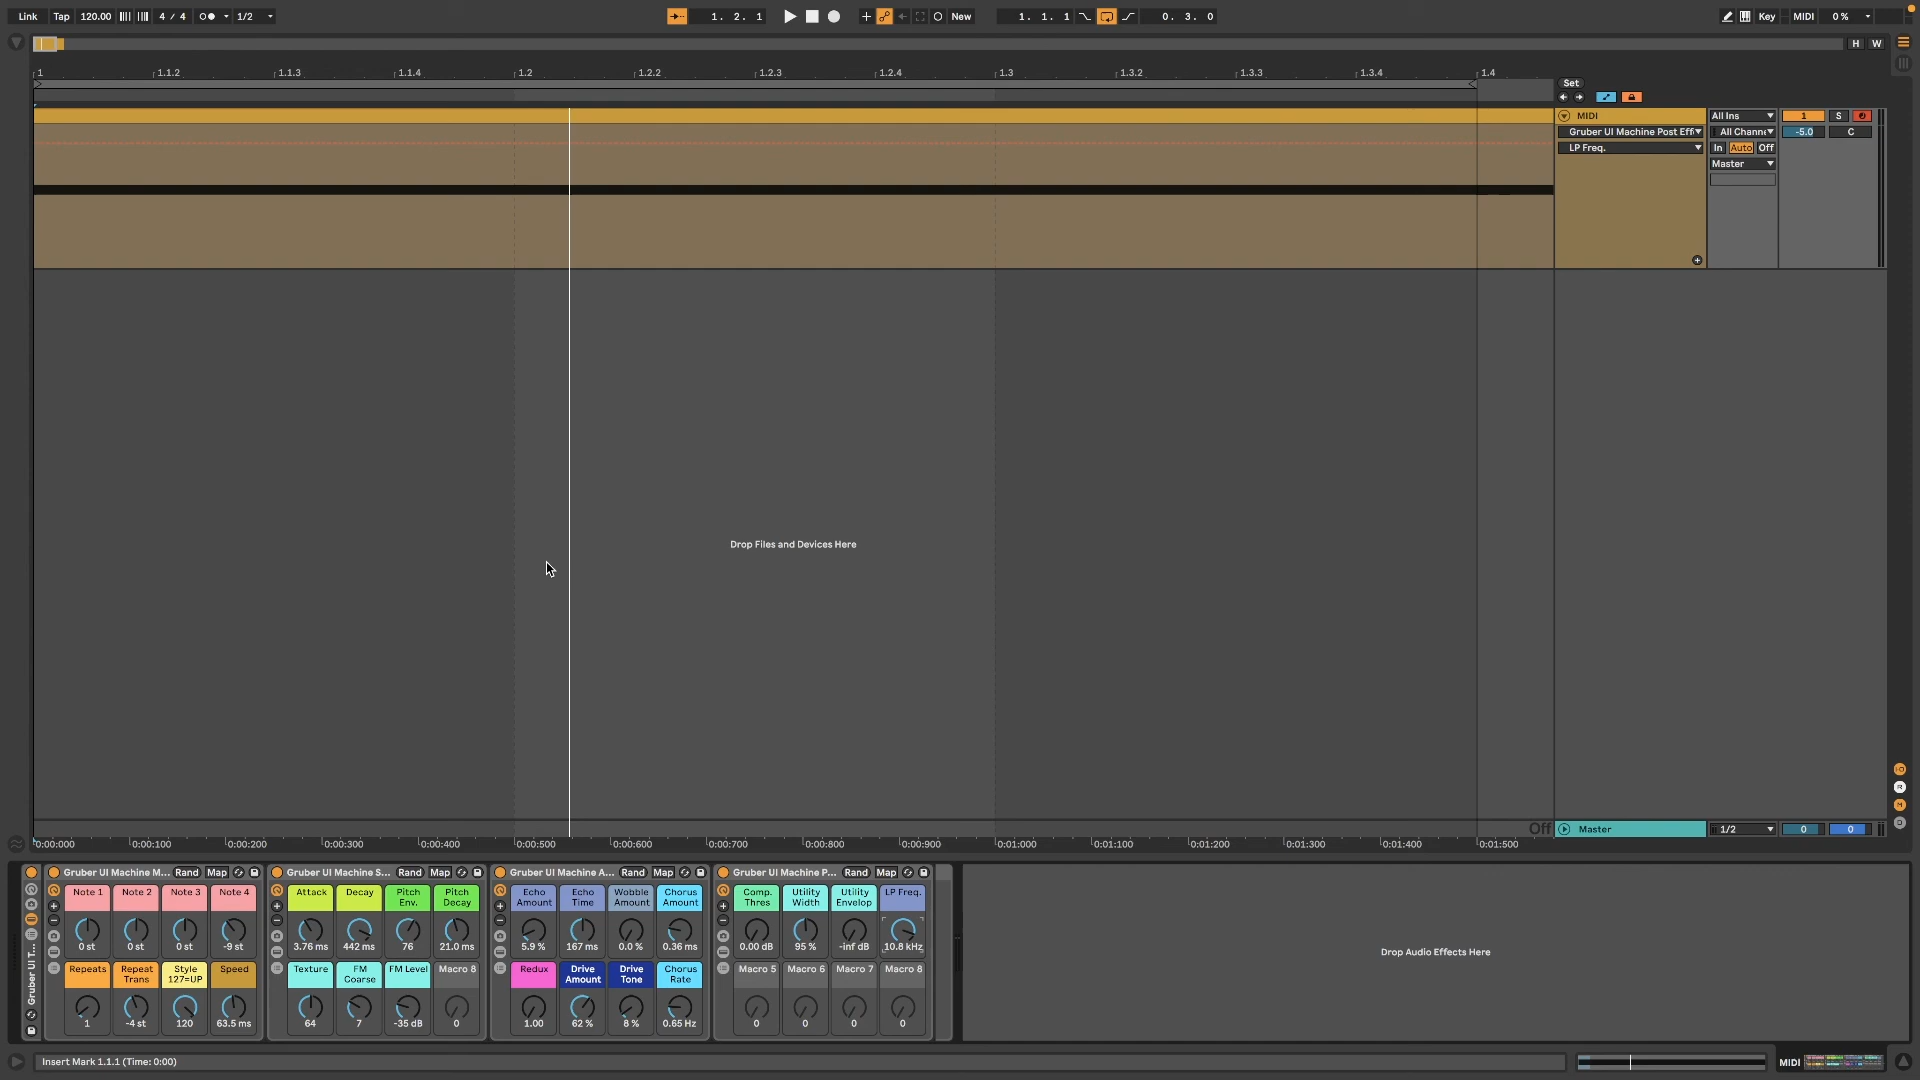 Link Tap 120.00 4 / 4 1/2 1. 2. 1 New 1. 1. 1 0. 3. 0 Key MIDI 0 %
H W
1 1.1.2 1.1.3 1.1.4 1.2 1.2.2 1.2.3 1.2.4 1.3 1.3.2 1.3.3 1.3.4 1.4
Set
MIDI All Ins 1 S
Gruber UI Machine Post Eff All Channe -5.0 C
LP Freq. In Auto Off
Master
Drop Files and Devices Here
Off Master 1/2 0 0
0:00:000 0:00:100 0:00:200 0:00:300 0:00:400 0:00:500 0:00:600 0:00:700 0:00:800 0:00:900 0:01:000 0:01:100 0:01:200 0:01:300 0:01:400 0:01:500
Gruber UI Machine M... Rand Map Gruber UI Machine S... Rand Map Gruber UI Machine A... Rand Map Gruber UI Machine P... Rand Map
Note 1 Note 2 Note 3 Note 4 Attack Decay Pitch Env. Pitch Decay Echo Amount Echo Time Wobble Amount Chorus Amount Comp. Thres Utility Width Utility Envelop LP Freq.
0 st 0 st 0 st -9 st 3.76 ms 442 ms 76 21.0 ms 5.9 % 167 ms 0.0 % 0.36 ms 0.00 dB 95 % -inf dB 10.8 kHz
Drop Audio Effects Here
Repeats Repeat Trans Style 127=UP Speed Texture FM Coarse FM Level Macro 8 Redux Drive Amount Drive Tone Chorus Rate Macro 5 Macro 6 Macro 7 Macro 8
1 -4 st 120 63.5 ms 64 7 -35 dB 0 1.00 62 % 8 % 0.65 Hz 0 0 0 0
Gruber UI T...
Insert Mark 1.1.1 (Time: 0:00) MIDI